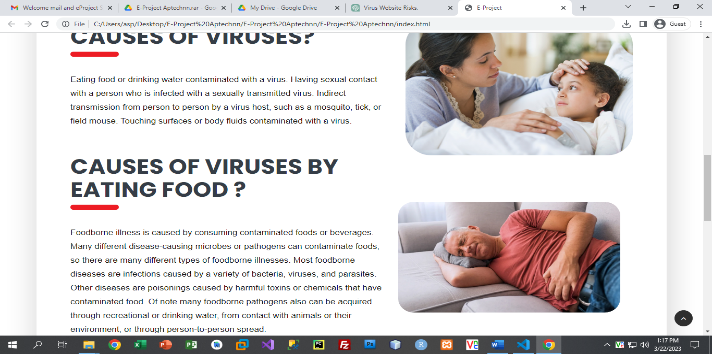 Welcome mail and eProject S
E-Project Aptechnn.rar - Goo
My Drive - Google Drive
Virus Website Risks.
E Project
File
C:/Users/asp/Desktop/E-Project%20Aptechnn/E-Project%20Aptechnn/index.html
Guest
CAUSES OF VIRUSES?
Eating food or drinking water contaminated with a virus. Having sexual contact
with a person who is infected with a sexually transmitted virus. Indirect
transmission from person to person by a virus host, such as a mosquito, tick, or
field mouse. Touching surfaces or body fluids contaminated with a virus.
CAUSES OF VIRUSES BY
EATING FOOD ?
Foodborne illness is caused by consuming contaminated foods or beverages.
Many different disease-causing microbes or pathogens can contaminate foods,
so there are many different types of foodborne illnesses. Most foodborne
diseases are infections caused by a variety of bacteria, viruses, and parasites.
Other diseases are poisonings caused by harmful toxins or chemicals that have
contaminated food. Of note many foodborne pathogens also can be acquired
through recreational or drinking water, from contact with animals or their
environment, or through person-to-person spread.
1:17 PM
3/22/2023